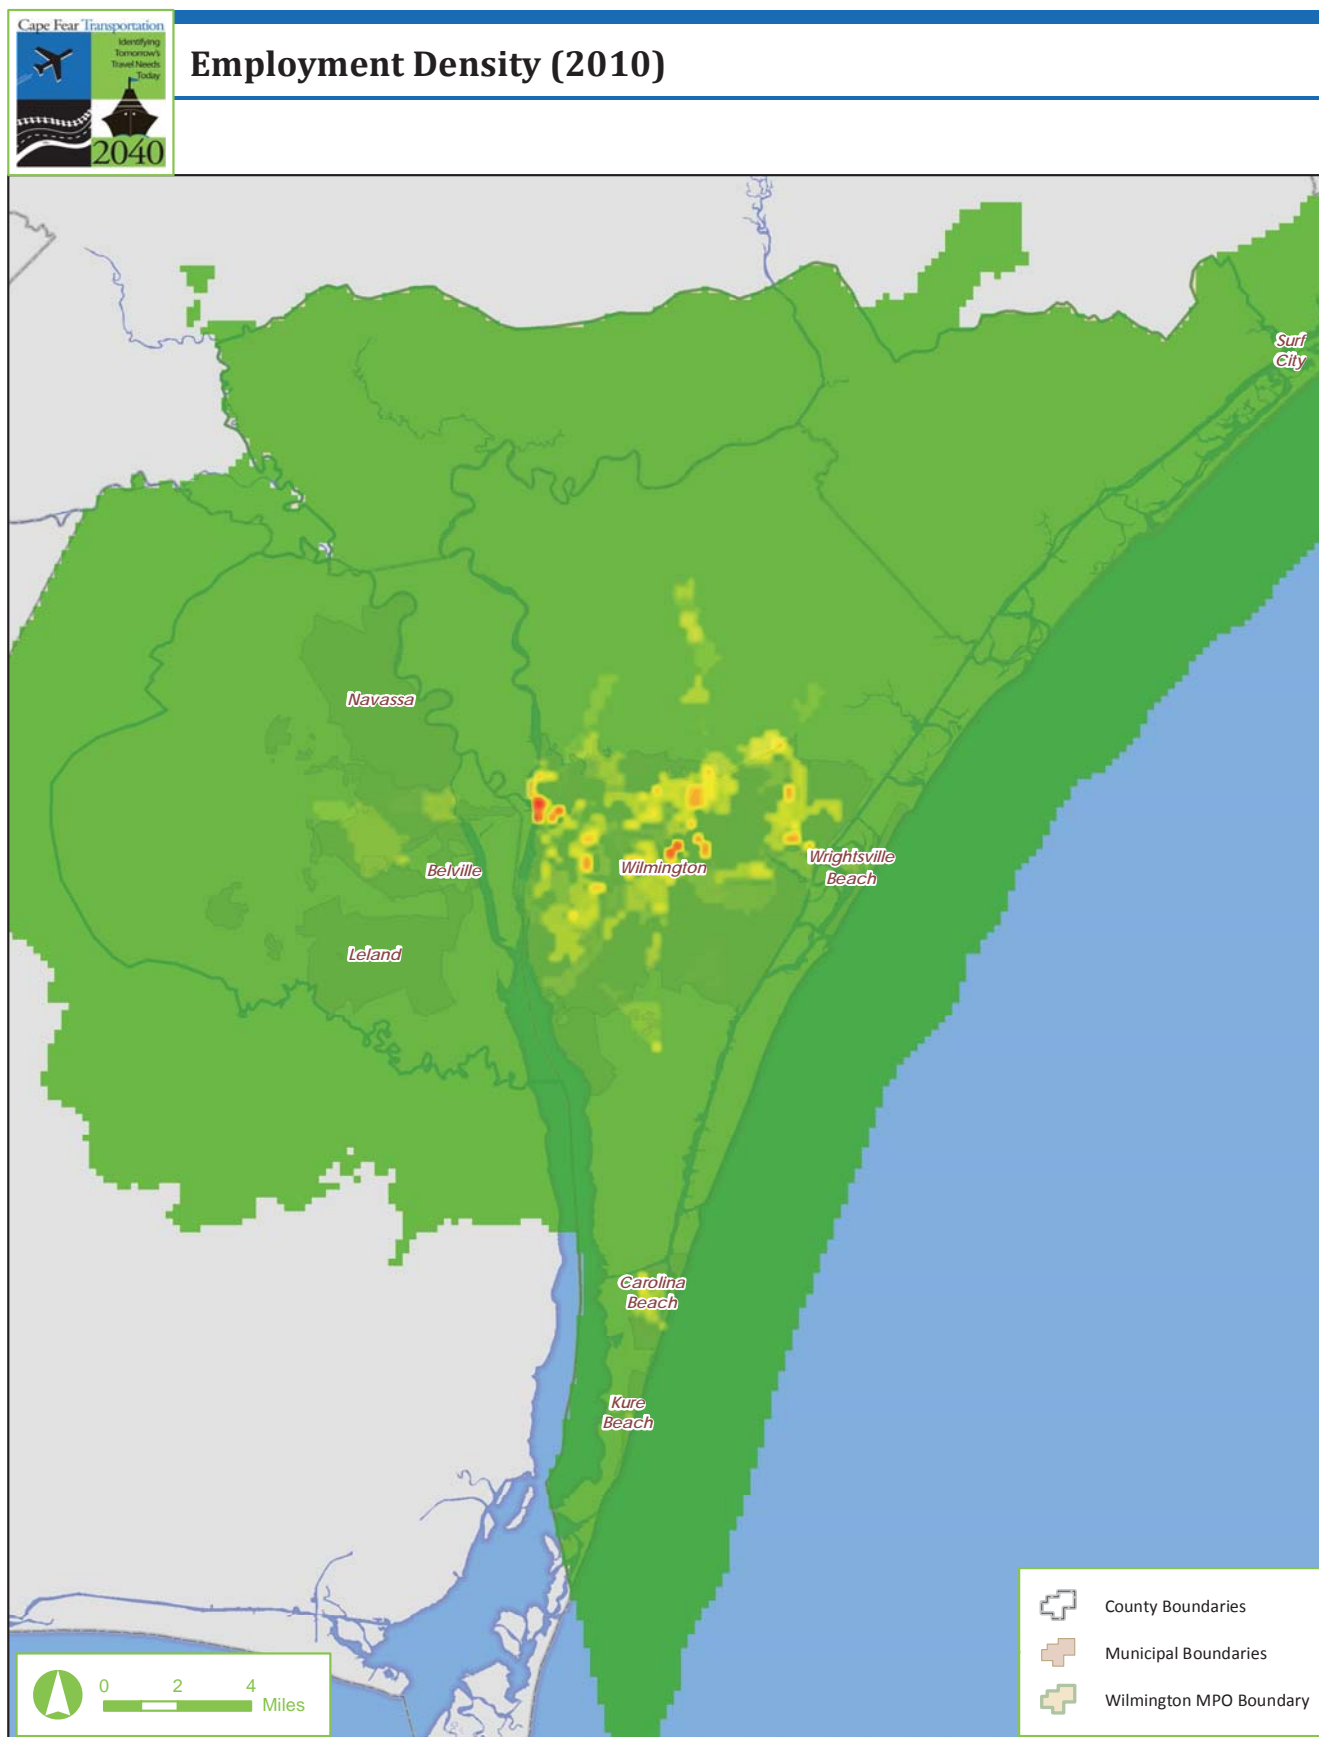 Cape Fear Transportation
Identifying
Tomorrow's
Travel Needs
Today
2040
Employment Density (2010)
Surf
City
Navassa
Wilmington
Wrightsville
Beach
Belville
Leland
Carolina
Beach
Kure
Beach
0 2 4
Miles
County Boundaries
Municipal Boundaries
Wilmington MPO Boundary